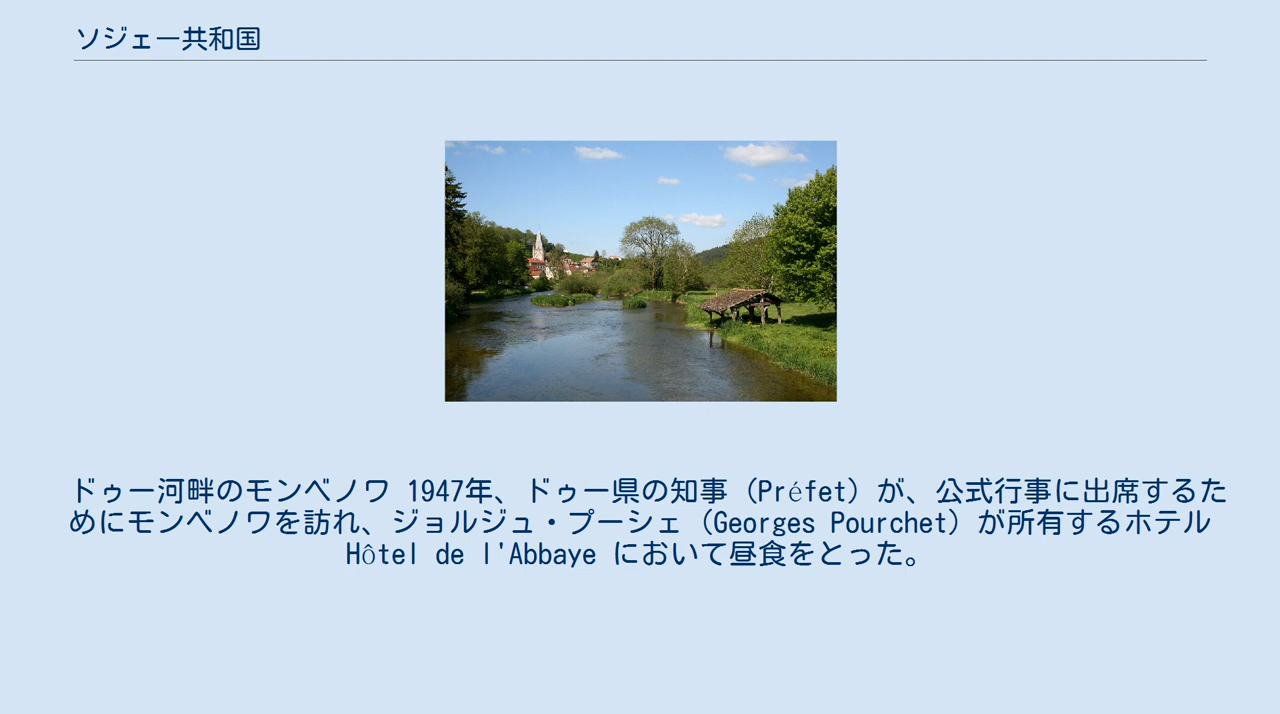 ソジェー共和国
ドゥー河畔のモンベノワ 1947年、ドゥー県の知事（Préfet）が、公式行事に出席するた
めにモンベノワを訪れ、ジョルジュ・プーシェ（Georges Pourchet）が所有するホテル
Hôtel de l'Abbaye において昼食をとった。